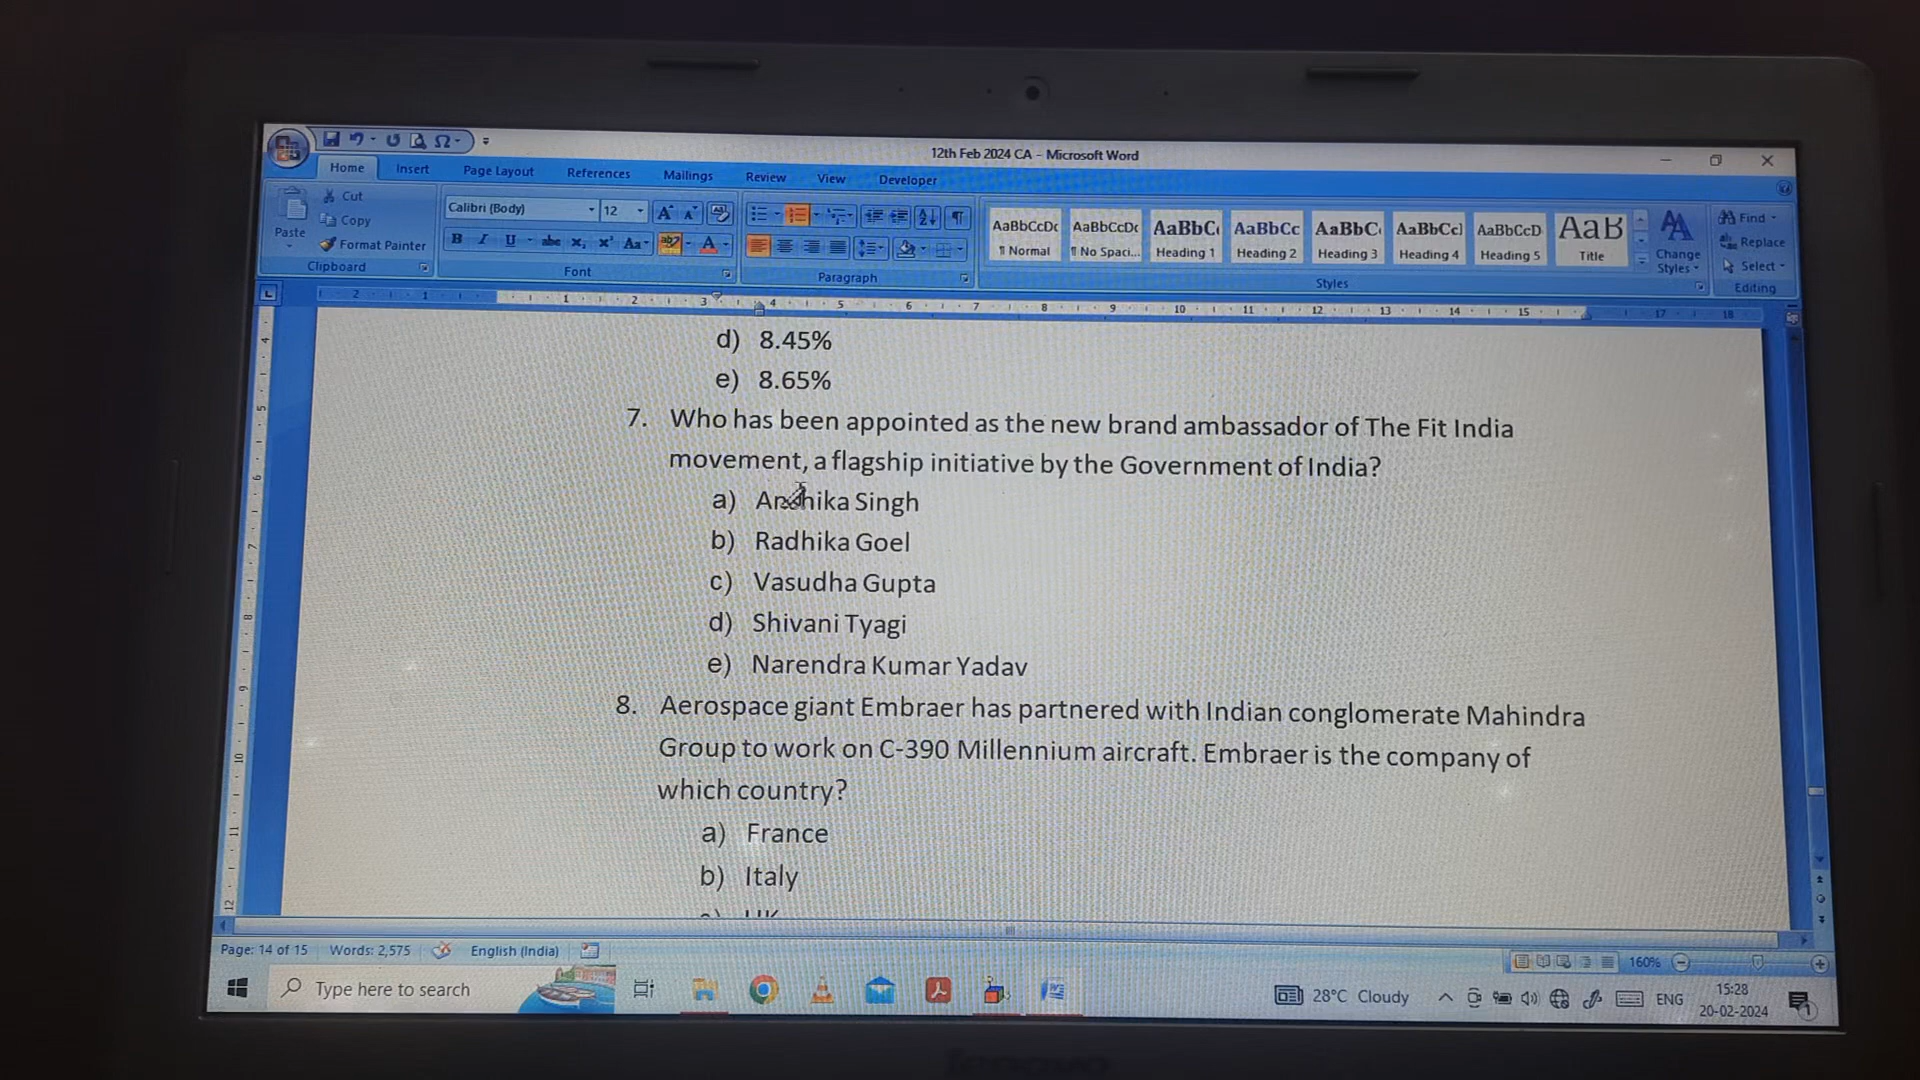 12th Feb 2024 CA - Microsoft Word
Home Insert Page Layout References Mailings Review View Developer
Paste
Cut
Copy
Format Painter
Clipboard
Calibri (Body) 12
Font
Paragraph
AaBbCcDc AaBbCcDc AaBbC AaBbCc AaBbC AaBbCcI AaBbCcD AaB
¶ Normal ¶ No Spaci... Heading 1 Heading 2 Heading 3 Heading 4 Heading 5 Title
Styles
Change Styles
Find
Replace
Select
Editing
d) 8.45%
e) 8.65%
7. Who has been appointed as the new brand ambassador of The Fit India
movement, a flagship initiative by the Government of India?
a) Singh
b) Radhika Goel
c) Vasudha Gupta
d) Shivani Tyagi
e) Narendra Kumar Yadav
8. Aerospace giant Embraer has partnered with Indian conglomerate Mahindra
Group to work on C-390 Millennium aircraft. Embraer is the company of
which country?
a) France
b) Italy
Page: 14 of 15 Words: 2,575 English (India) 160%
Type here to search
28°C Cloudy ENG
15:28
20-02-2024